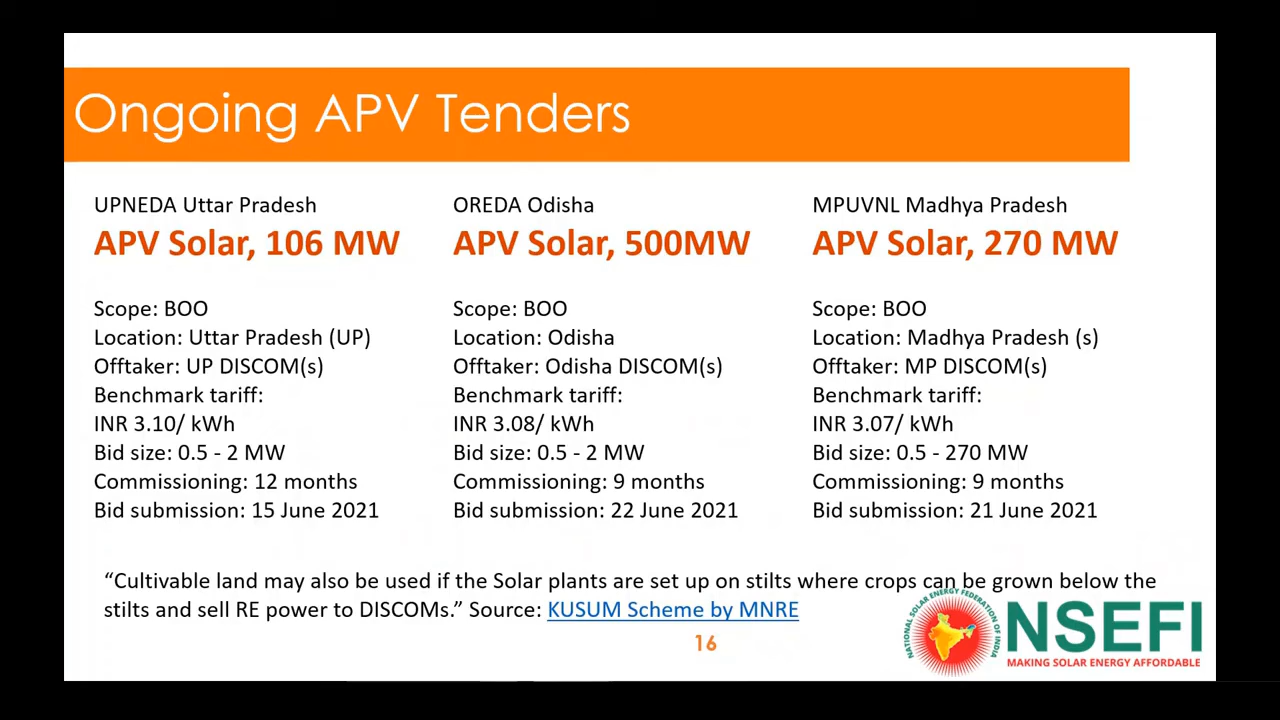 Ongoing APV Tenders
UPNEDA Uttar Pradesh
APV Solar, 106 MW
Scope: BOO
Location: Uttar Pradesh (UP)
Offtaker: UP DISCOM(s)
Benchmark tariff:
INR 3.10/ kWh
Bid size: 0.5 - 2 MW
Commissioning: 12 months
Bid submission: 15 June 2021
OREDA Odisha
APV Solar, 500MW
Scope: BOO
Location: Odisha
Offtaker: Odisha DISCOM(s)
Benchmark tariff:
INR 3.08/ kWh
Bid size: 0.5 - 2 MW
Commissioning: 9 months
Bid submission: 22 June 2021
MPUVNL Madhya Pradesh
APV Solar, 270 MW
Scope: BOO
Location: Madhya Pradesh (s)
Offtaker: MP DISCOM(s)
Benchmark tariff:
INR 3.07/ kWh
Bid size: 0.5 - 270 MW
Commissioning: 9 months
Bid submission: 21 June 2021
“Cultivable land may also be used if the Solar plants are set up on stilts where crops can be grown below the
stilts and sell RE power to DISCOMs.” Source: KUSUM Scheme by MNRE
16
NATIONAL SOLAR ENERGY FEDERATION OF INDIA
NSEFI
MAKING SOLAR ENERGY AFFORDABLE